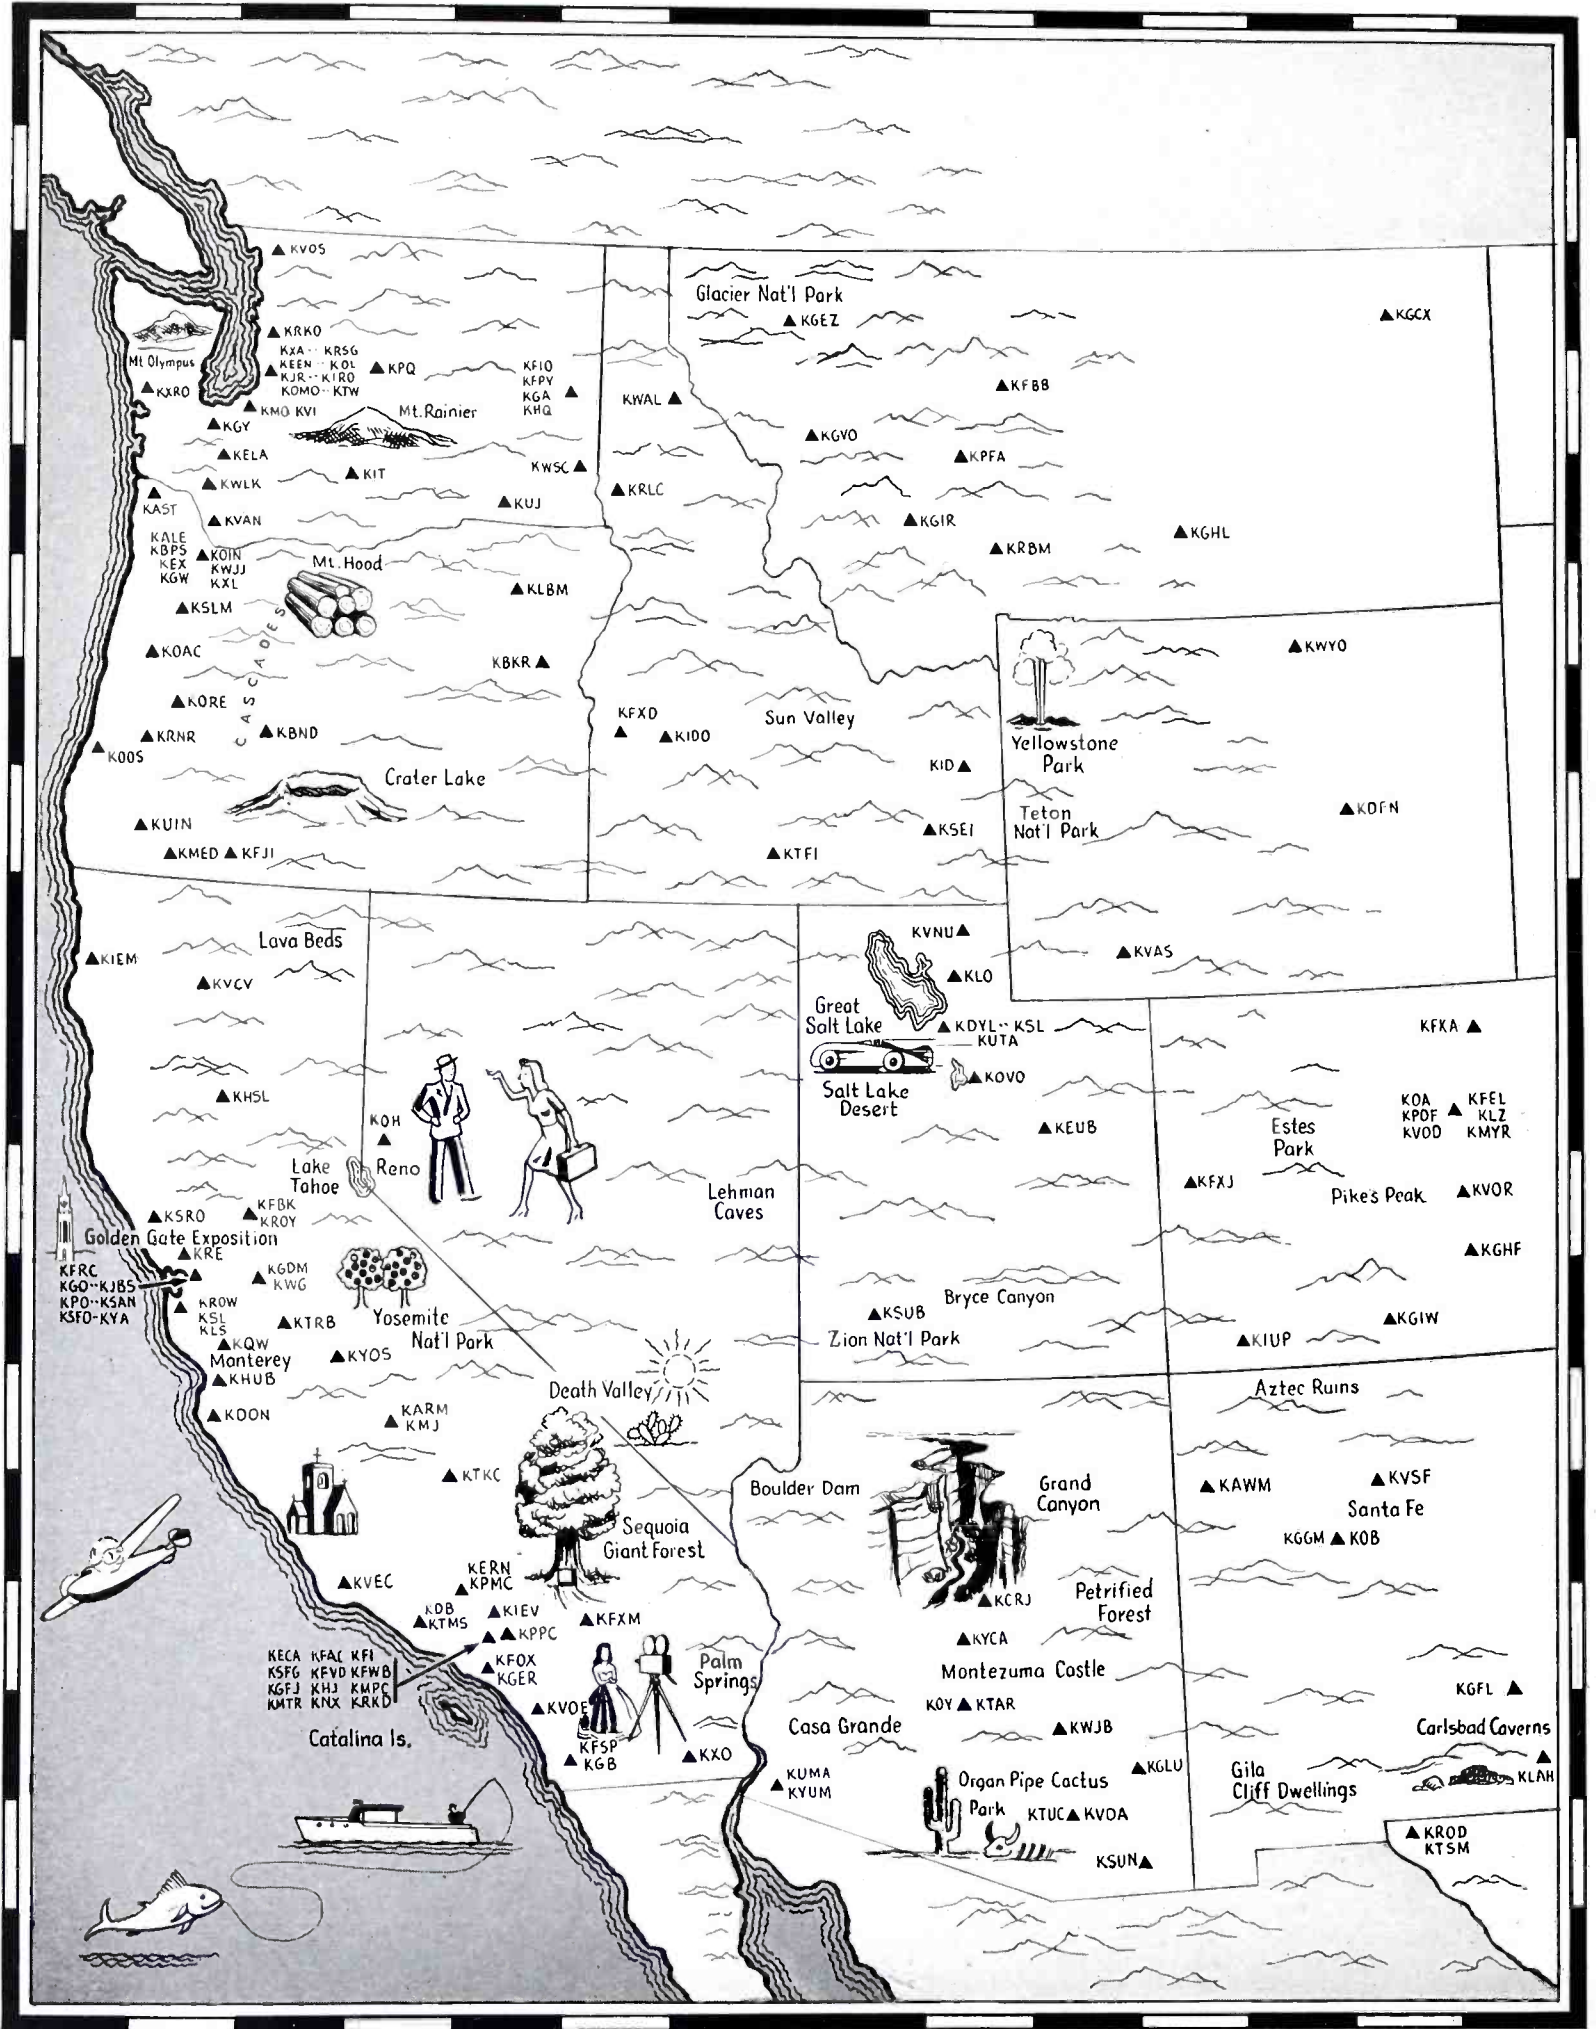 KVOS
Glacier Nat'l Park
KGEZ
KGCX
KRKO
KXA·· KRSG
KEEN·· KOL
KJR·· KIRO
KOMO·· KTW
Mt Olympus
KXRO
KPQ
KFIO
KFPY
KGA
KHQ
KWAL
KFBB
KMO KVI
Mt. Rainier
KGY
KGVO
KELA
KPFA
KWSC
KIT
KWLK
KRLC
KAST
KUJ
KVAN
KGIR
KGHL
KALE
KBPS
KEX
KGW
KOIN
KWJJ
KXL
KRBM
Mt. Hood
KLBM
KSLM
CASCADES
KOAC
KBKR
KWYO
KORE
KFXD
Sun Valley
KRNR
KBND
KIDO
Yellowstone
Park
KOOS
KID
Crater Lake
Teton
Nat'l Park
KDFN
KUIN
KSEI
KMED
KFJI
KTFI
Lava Beds
KVNU
KIEM
KVAS
KVCV
KLO
Great
Salt Lake
KDYL·· KSL
KUTA
KFKA
Salt Lake
Desert
KOVO
KHSL
KOA
KPOF
KVOD
KFEL
KLZ
KMYR
KOH
KEUB
Estes
Park
Lake
Tahoe
Reno
KFXJ
Lehman
Caves
Pike's Peak
KVOR
KSRO
KFBK
KROY
Golden Gate Exposition
KRE
KGHF
KFRC
KGO··KJBS
KPO··KSAN
KSFO-KYA
KGDM
KWG
Bryce Canyon
KROW
KSL
KLS
KTRB
Yosemite
Nat'l Park
KSUB
KGIW
Zion Nat'l Park
KIUP
KQW
Monterey
KYOS
KHUB
Death Valley
Aztec Ruins
KDON
KARM
KMJ
KTKC
Boulder Dam
Grand
Canyon
KAWM
KVSF
Santa Fe
Sequoia
Giant Forest
KGGM
KOB
KERN
KPMC
KVEC
KCRJ
Petrified
Forest
KDB
KTMS
KIEV
KFXM
KPPC
KYCA
KECA KFAC KFI
KSFG KFVD KFWB
KGFJ KHJ KMPC
KMTR KNX KRKD
KFOX
KGER
Palm
Springs
Montezuma Castle
KGFL
KVOE
KOY
KTAR
Catalina Is.
Casa Grande
KWJB
Carlsbad Caverns
KFSP
KGB
KXO
KUMA
KYUM
KGLU
Gila
Cliff Dwellings
KLAH
Organ Pipe Cactus
Park
KTUC
KVOA
KROD
KTSM
KSUN